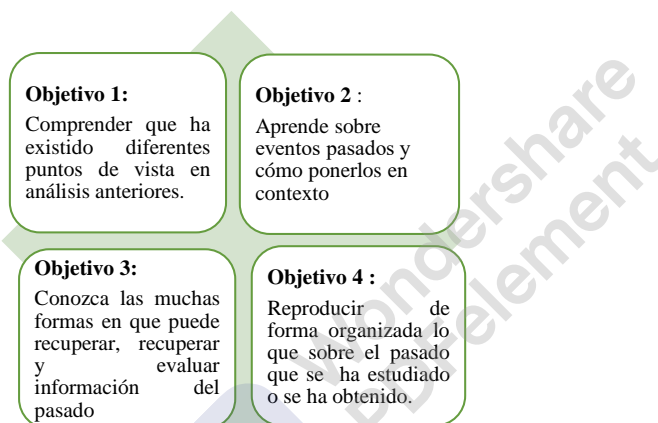 Objetivo 1:
Comprender que ha
existido diferentes
puntos de vista en
análisis anteriores.
Objetivo 2 :
Aprende sobre
eventos pasados y
cómo ponerlos en
contexto
Objetivo 3:
Conozca las muchas
formas en que puede
recuperar, recuperar
y evaluar
información del
pasado
Objetivo 4 :
Reproducir de
forma organizada lo
que sobre el pasado
que se ha estudiado
o se ha obtenido.
Wondershare
PDFelement